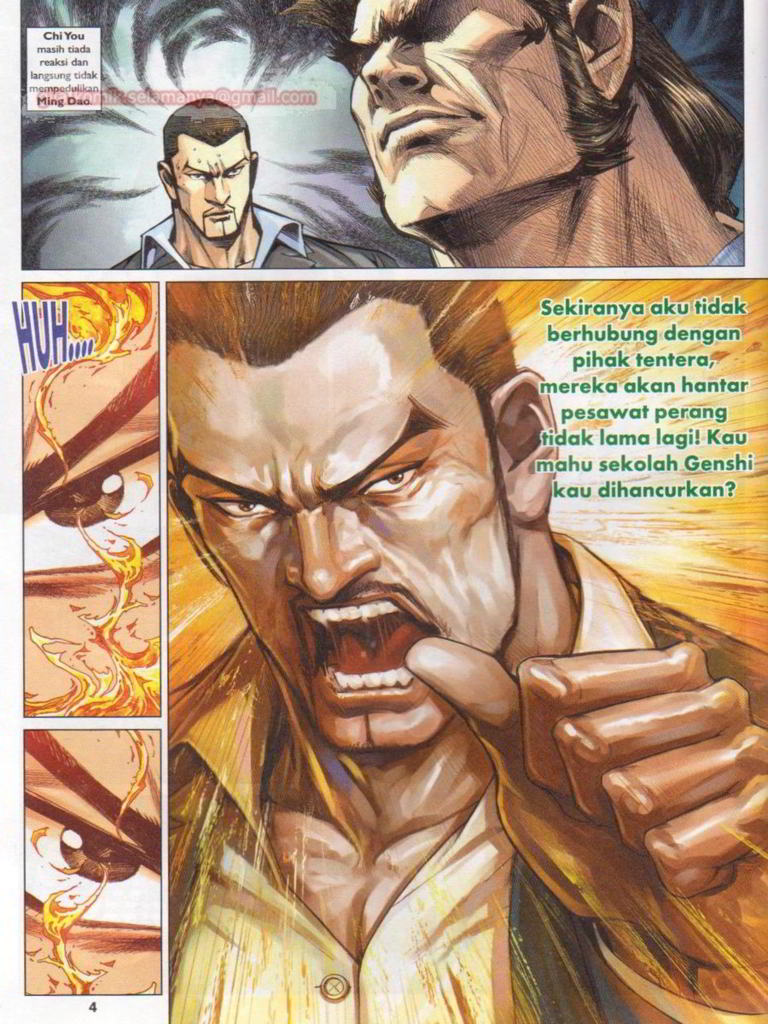 Chi You
masih tiada
reaksi dan
langsung tidak
mempedulikan
Ming Dao.
HUH....
Sekiranya aku tidak
berhubung dengan
pihak tentera,
mereka akan hantar
pesawat perang
tidak lama lagi! Kau
mahu sekolah Genshi
kau dihancurkan?
4